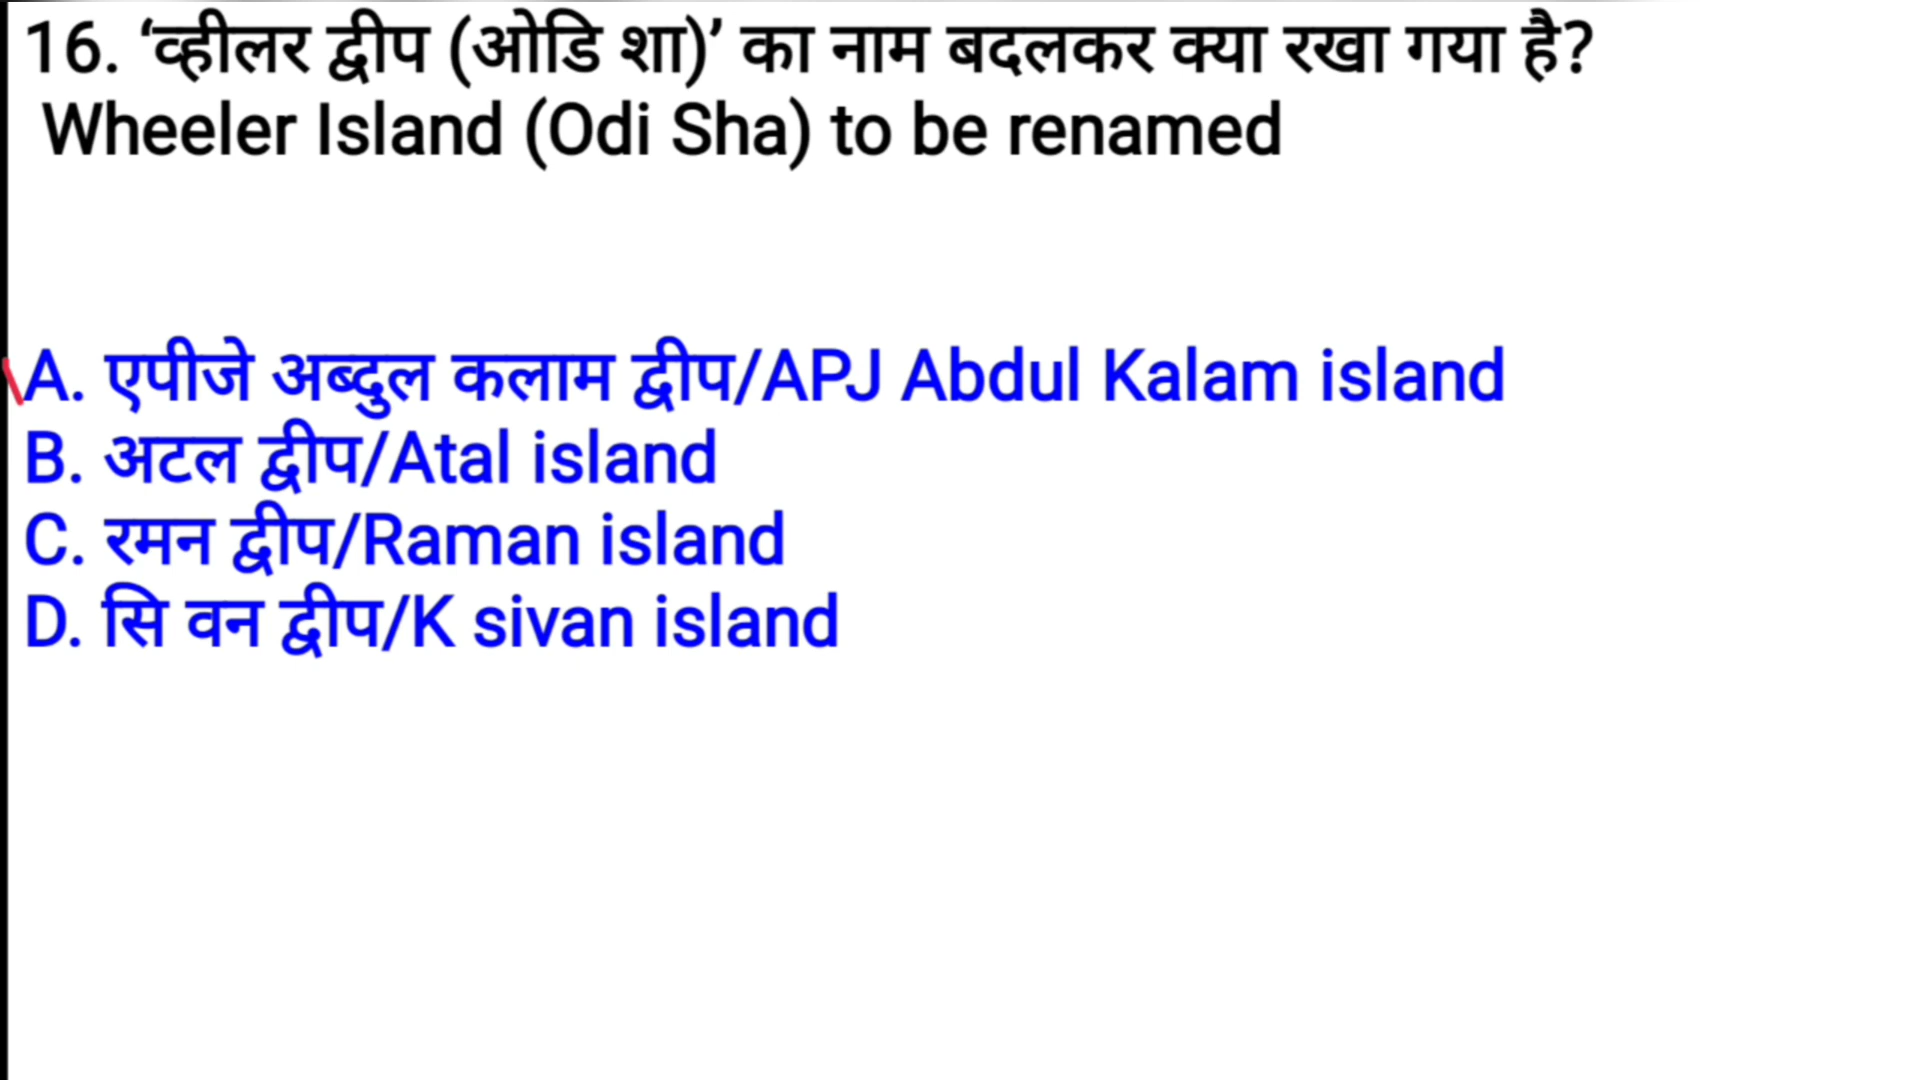 16. ‘व्हीलर द्वीप (ओडि शा)’ का नाम बदलकर क्या रखा गया है?
Wheeler Island (Odi Sha) to be renamed
A. एपीजे अब्दुल कलाम द्वीप/APJ Abdul Kalam island
B. अटल द्वीप/Atal island
C. रमन द्वीप/Raman island
D. सि वन द्वीप/K sivan island